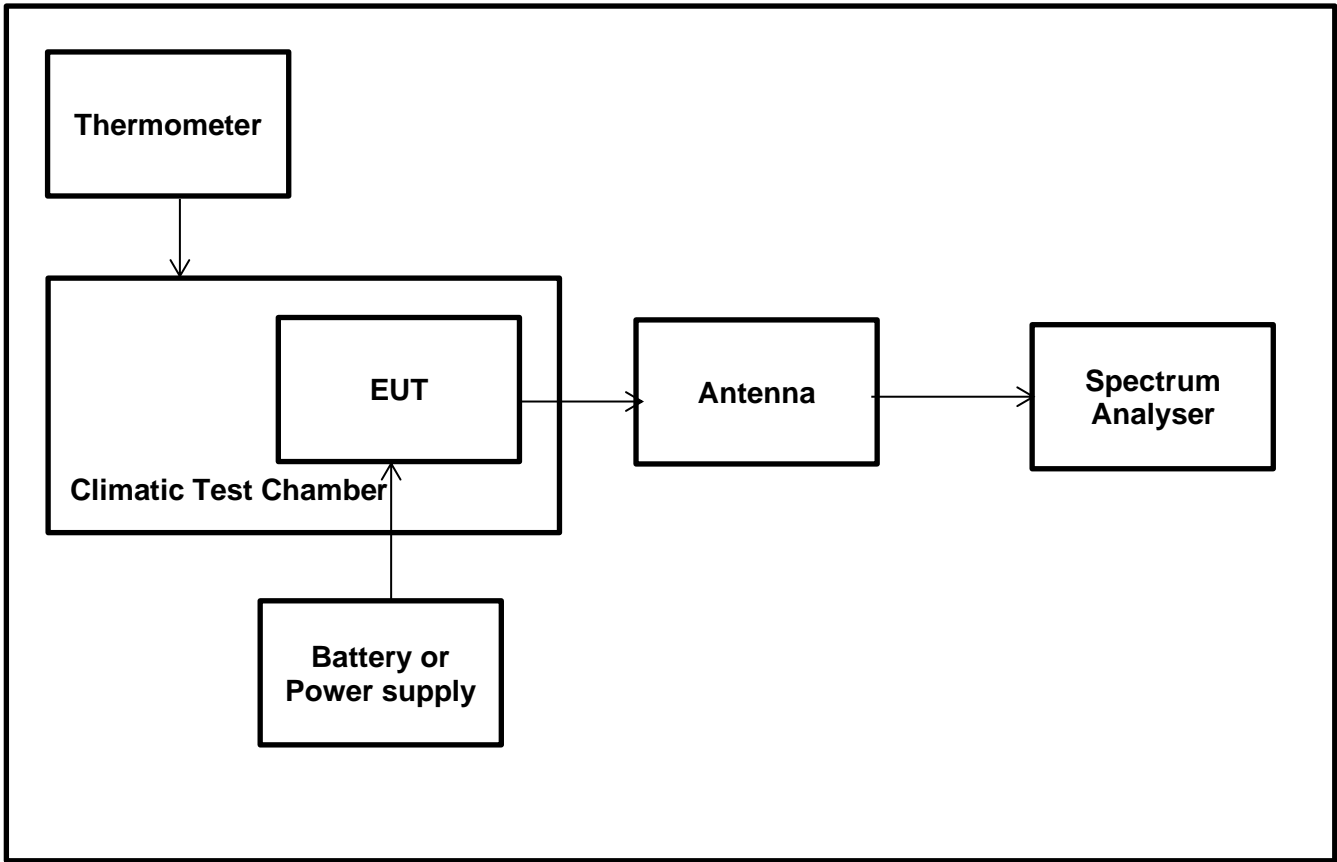 Thermometer
EUT
Antenna
Spectrum
Analyser
Climatic Test Chamber
Battery or
Power supply